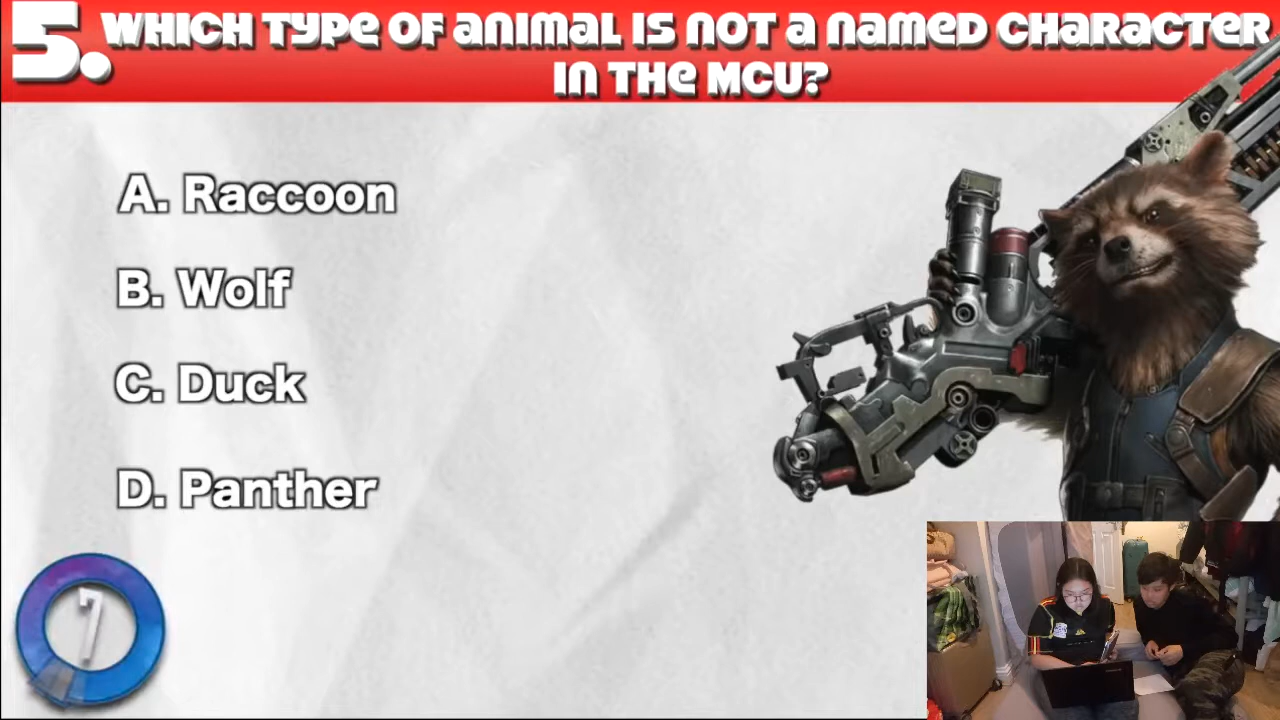 5. WHICH TYPE OF ANIMAL IS NOT A NAMED CHARACTER
IN THE MCU?
A. Raccoon
B. Wolf
C. Duck
D. Panther
7